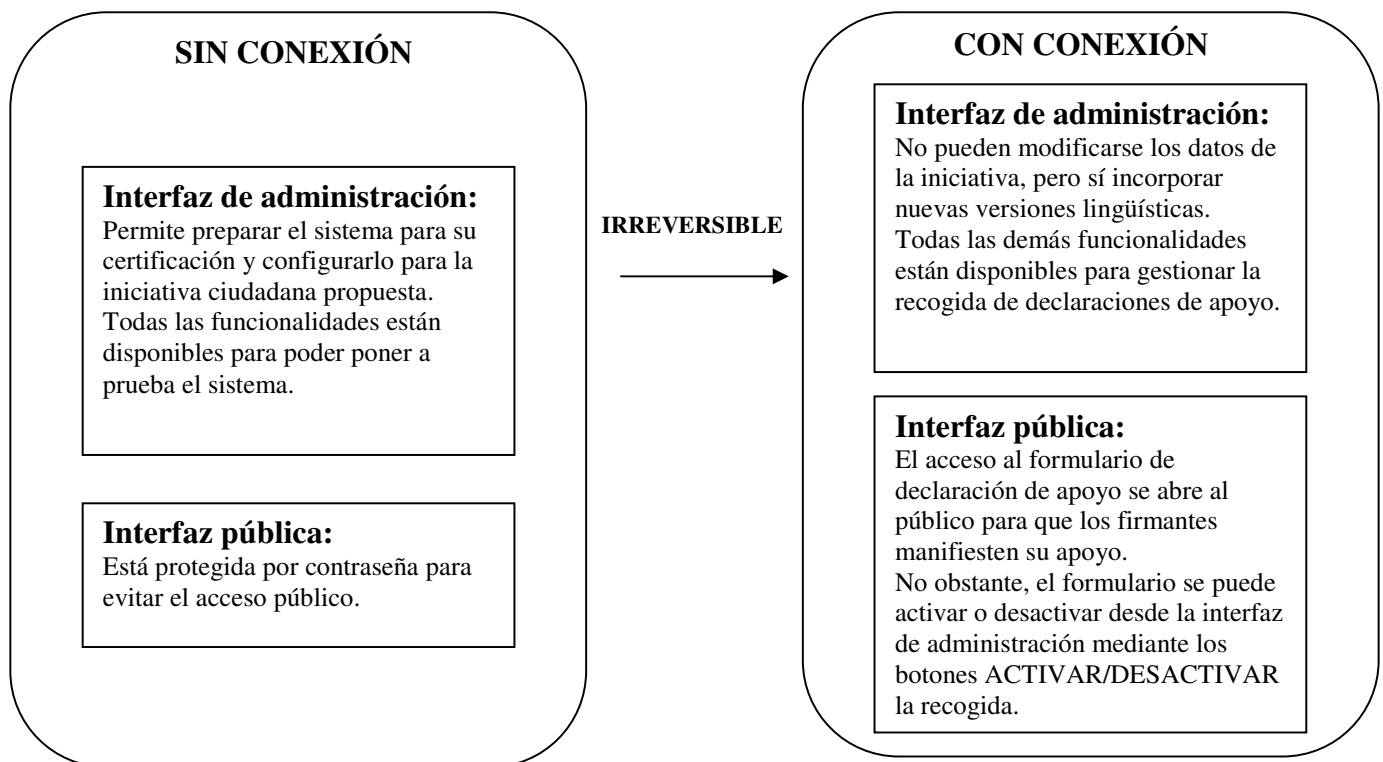 SIN CONEXIÓN
Interfaz de administración:
Permite preparar el sistema para su
certificación y configurarlo para la
iniciativa ciudadana propuesta.
Todas las funcionalidades están
disponibles para poder poner a
prueba el sistema.
Interfaz pública:
Está protegida por contraseña para
evitar el acceso público.
IRREVERSIBLE
CON CONEXIÓN
Interfaz de administración:
No pueden modificarse los datos de
la iniciativa, pero sí incorporar
nuevas versiones lingüísticas.
Todas las demás funcionalidades
están disponibles para gestionar la
recogida de declaraciones de apoyo.
Interfaz pública:
El acceso al formulario de
declaración de apoyo se abre al
público para que los firmantes
manifiesten su apoyo.
No obstante, el formulario se puede
activar o desactivar desde la interfaz
de administración mediante los
botones ACTIVAR/DESACTIVAR
la recogida.